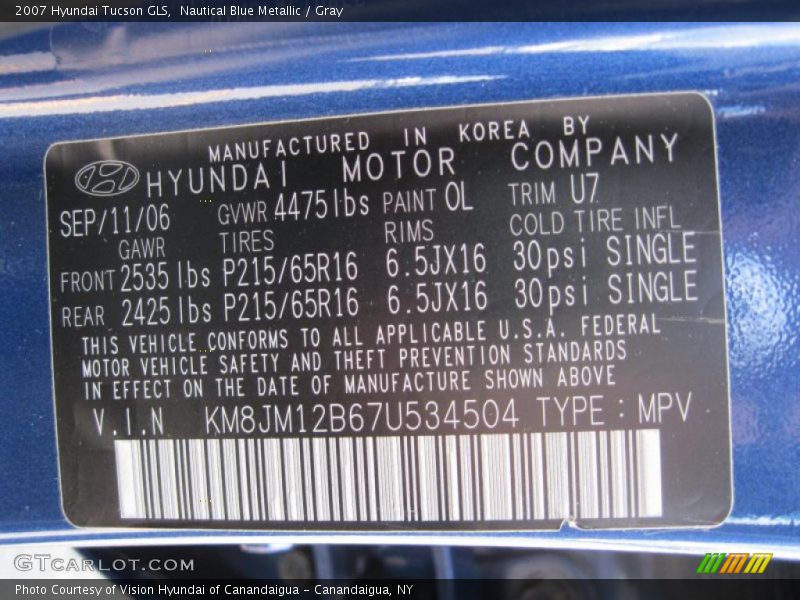 2007 Hyundai Tucson GLS,  Nautical Blue Metallic / Gray
MANUFACTURED IN KOREA BY
HYUNDAI MOTOR COMPANY
SEP/11/06 GVWR 4475lbs PAINT OL TRIM U7
GAWR TIRES RIMS COLD TIRE INFL
FRONT 2535 lbs P215/65R16 6.5JX16 30psi SINGLE
REAR 2425 lbs P215/65R16 6.5JX16 30psi SINGLE
THIS VEHICLE CONFORMS TO ALL APPLICABLE U.S.A. FEDERAL
MOTOR VEHICLE SAFETY AND THEFT PREVENTION STANDARDS
IN EFFECT ON THE DATE OF MANUFACTURE SHOWN ABOVE
V.I.N KM8JM12B67U534504 TYPE : MPV
GTCARLOT.COM
Photo Courtesy of Vision Hyundai of Canandaigua - Canandaigua, NY